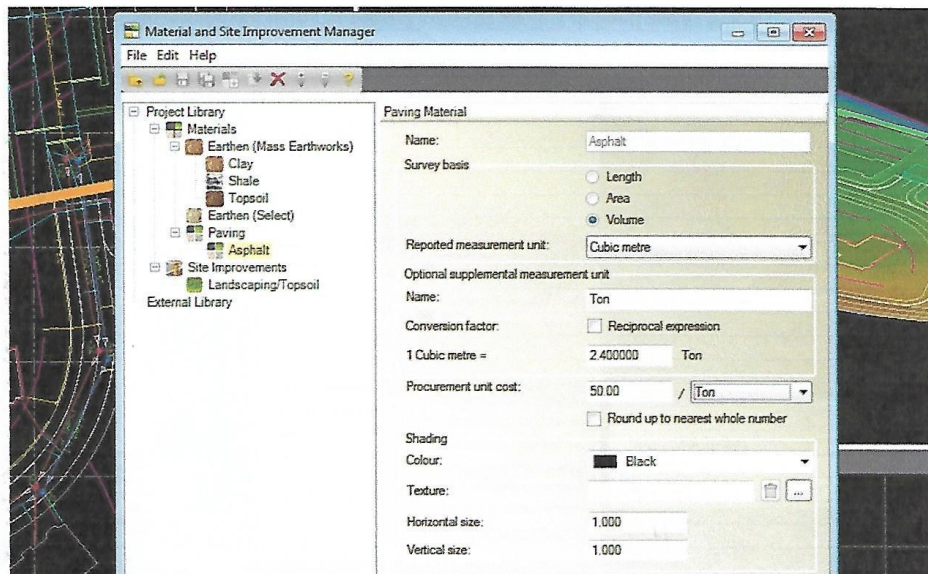 Material and Site Improvement Manager
File Edit Help
Project Library
Materials
Earthen (Mass Earthworks)
Clay
Shale
Topsoil
Earthen (Select)
Paving
Asphalt
Site Improvements
Landscaping/Topsoil
External Library
Paving Material
Name: Asphalt
Survey basis
Length
Area
Volume
Reported measurement unit: Cubic metre
Optional supplemental measurement unit
Name: Ton
Conversion factor: Reciprocal expression
1 Cubic metre = 2.400000 Ton
Procurement unit cost: 50.00 / Ton
Round up to nearest whole number
Shading
Colour: Black
Texture: ...
Horizontal size: 1.000
Vertical size: 1.000